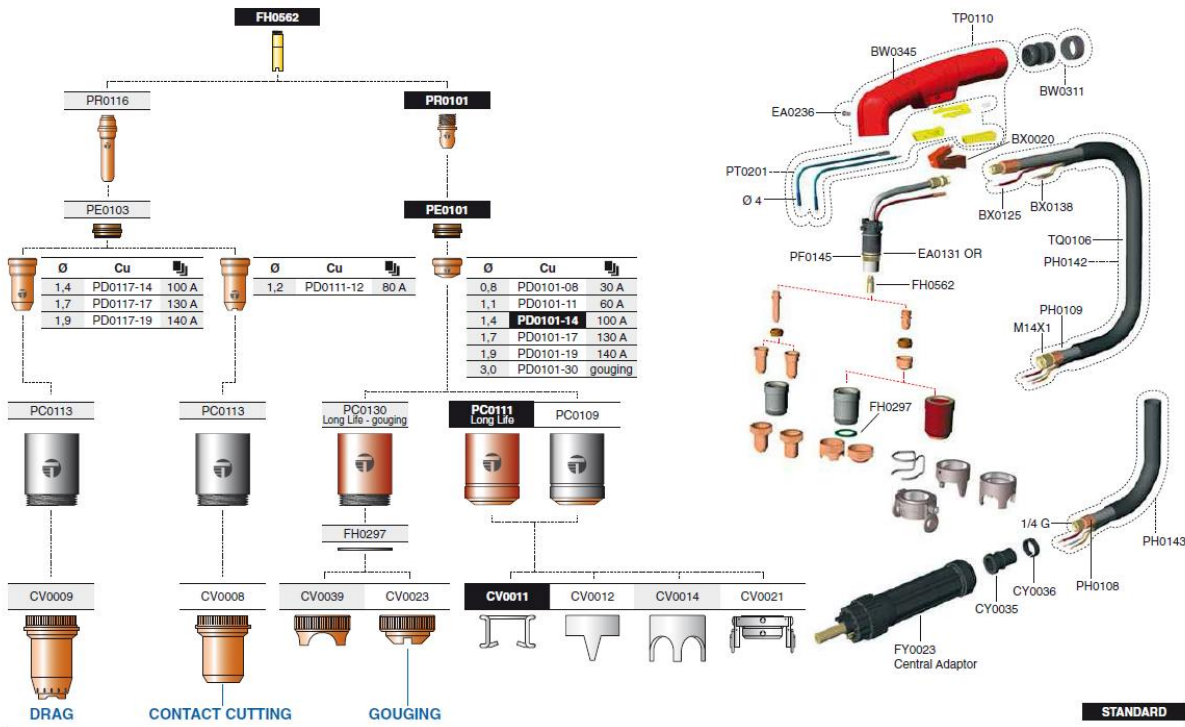 FH0562
PR0116
PR0101
PE0103
PE0101
Ø Cu
1,4 PD0117-14 100 A
1,7 PD0117-17 130 A
1,9 PD0117-19 140 A
Ø Cu
1,2 PD0111-12 80 A
Ø Cu
0,8 PD0101-08 30 A
1,1 PD0101-11 60 A
1,4 PD0101-14 100 A
1,7 PD0101-17 130 A
1,9 PD0101-19 140 A
3,0 PD0101-30 gouging
PC0113
PC0113
PC0130
Long Life - gouging
PC0111
Long Life
PC0109
FH0297
CV0009
CV0008
CV0039
CV0023
CV0011
CV0012
CV0014
CV0021
DRAG
CONTACT CUTTING
GOUGING
TP0110
BW0345
BW0311
EA0236
BX0020
PT0201
Ø 4
BX0125
BX0138
TQ0106
PH0142
PF0145
EA0131 OR
FH0562
PH0109
M14X1
FH0297
1/4 G
PH0143
PH0108
CY0036
CY0035
FY0023
Central Adaptor
STANDARD